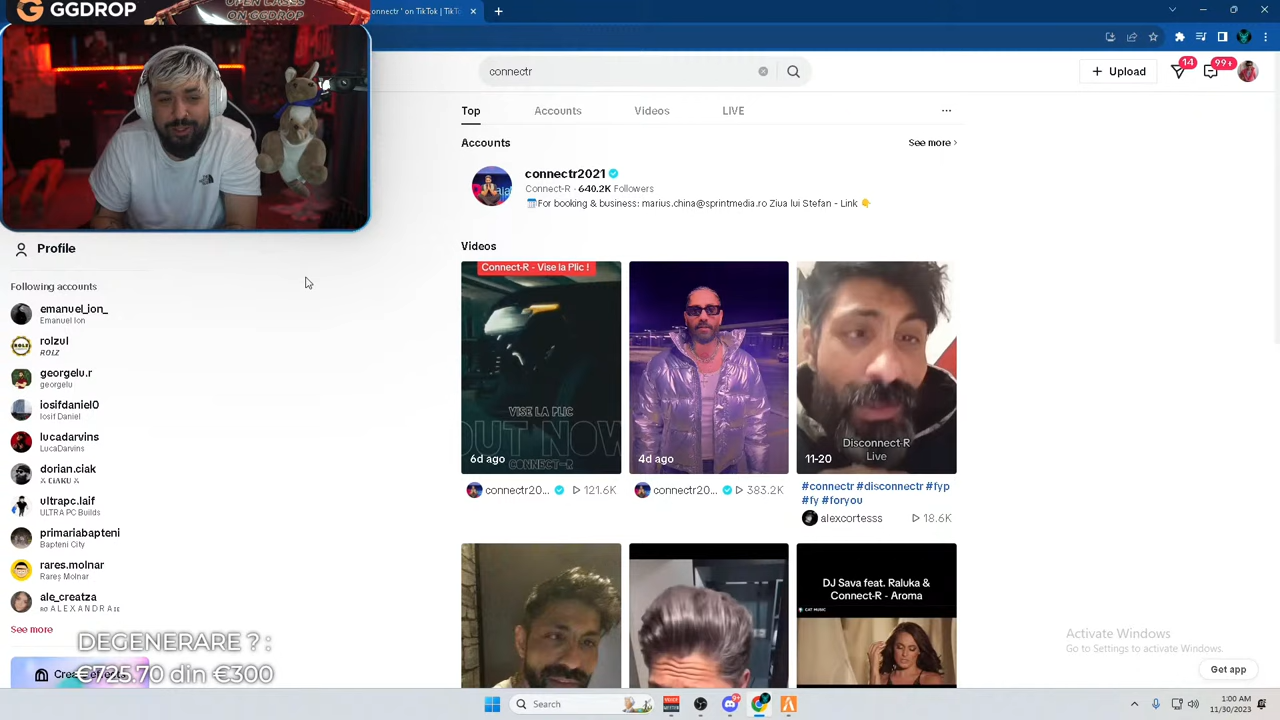 GGDROP
OPEN CASES
ON GGDROP
onnectr ' on TikTok | TikTo
connectr
Upload
14
99+
Top
Accounts
Videos
LIVE
Accounts
See more
connectr2021
Connect-R · 640.2K Followers
For booking & business: marius.china@sprintmedia.ro Ziua lui Stefan - Link
Profile
Following accounts
emanuel_ion_
Emanuel Ion
rolzul
ROLZ
georgelu.r
georgelu
iosifdaniel0
Iosif Daniel
lucadarvins
LucaDarvins
dorian.ciak
ultrapc.laif
ULTRA PC Builds
primariabapteni
Bapteni City
rares.molnar
Rareș Molnar
ale_creatza
See more
Videos
Connect-R - Vise la Plic !
VISE LA PLIC
OUT NOW
CONNECT-R
6d ago
connectr20...
121.6K
4d ago
connectr20...
383.2K
Disconnect-R
Live
11-20
#connectr #disconnectr #fyp
#fy #foryou
alexcortesss
18.6K
DJ Sava feat. Raluka &
Connect-R - Aroma
CAT MUSIC
DEGENERARE ? :
€725.70 din €300
Activate Windows
Go to Settings to activate Windows.
Get app
Search
1:00 AM
11/30/2023